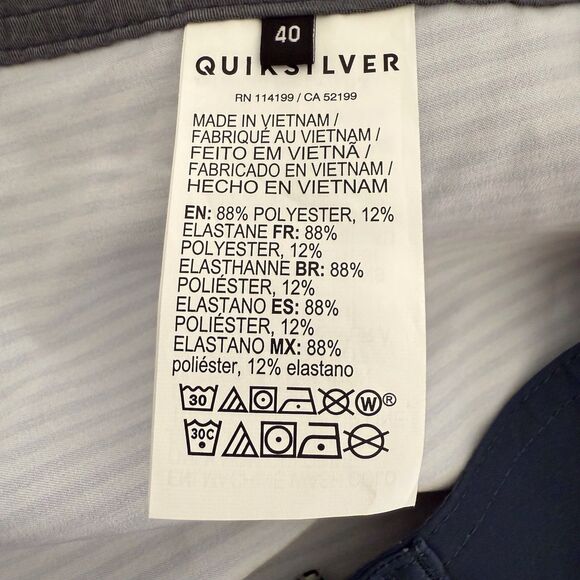 40
QUIKSILVER
RN 114199 / CA 52199
MADE IN VIETNAM /
FABRIQUÉ AU VIETNAM /
FEITO EM VIETNÃ /
FABRICADO EN VIETNAM /
HECHO EN VIETNAM
EN: 88% POLYESTER, 12%
ELASTANE FR: 88%
POLYESTER, 12%
ELASTHANNE BR: 88%
POLIÉSTER, 12%
ELASTANO ES: 88%
POLIÉSTER, 12%
ELASTANO MX: 88%
poliéster, 12% elastano
30 W®
30C